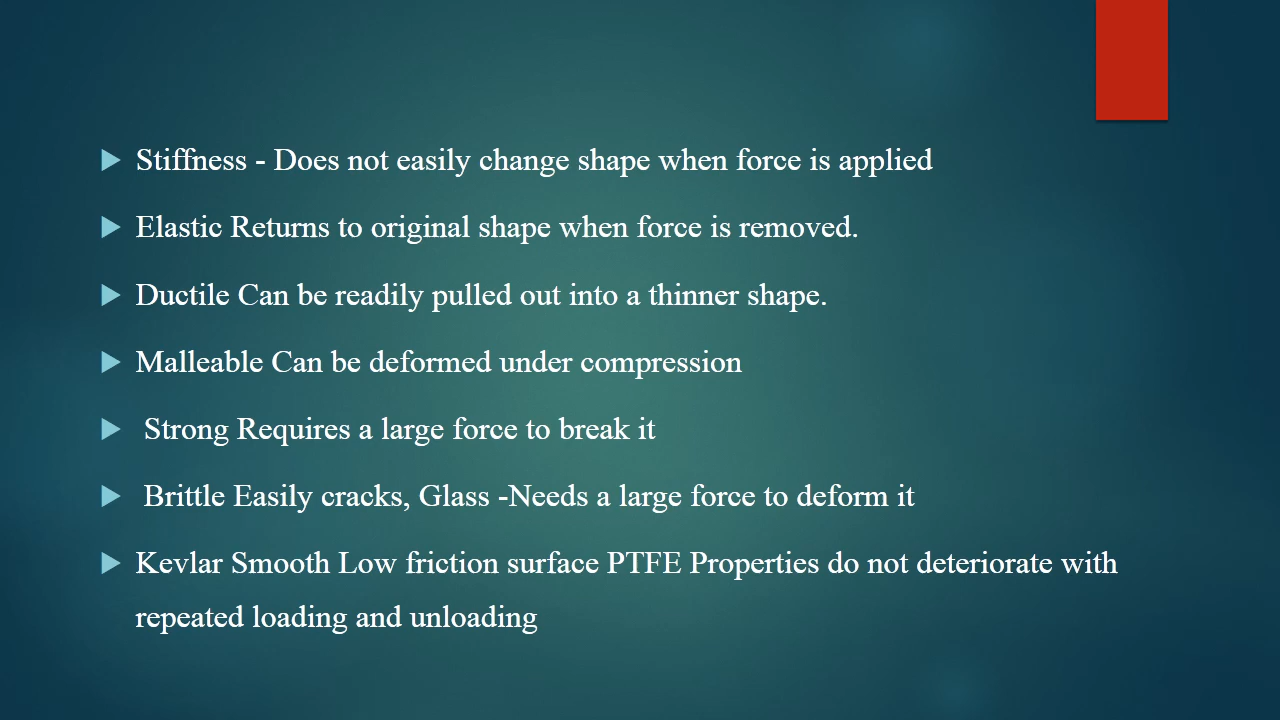 Stiffness - Does not easily change shape when force is applied
Elastic Returns to original shape when force is removed.
Ductile Can be readily pulled out into a thinner shape.
Malleable Can be deformed under compression
Strong Requires a large force to break it
Brittle Easily cracks, Glass -Needs a large force to deform it
Kevlar Smooth Low friction surface PTFE Properties do not deteriorate with
repeated loading and unloading